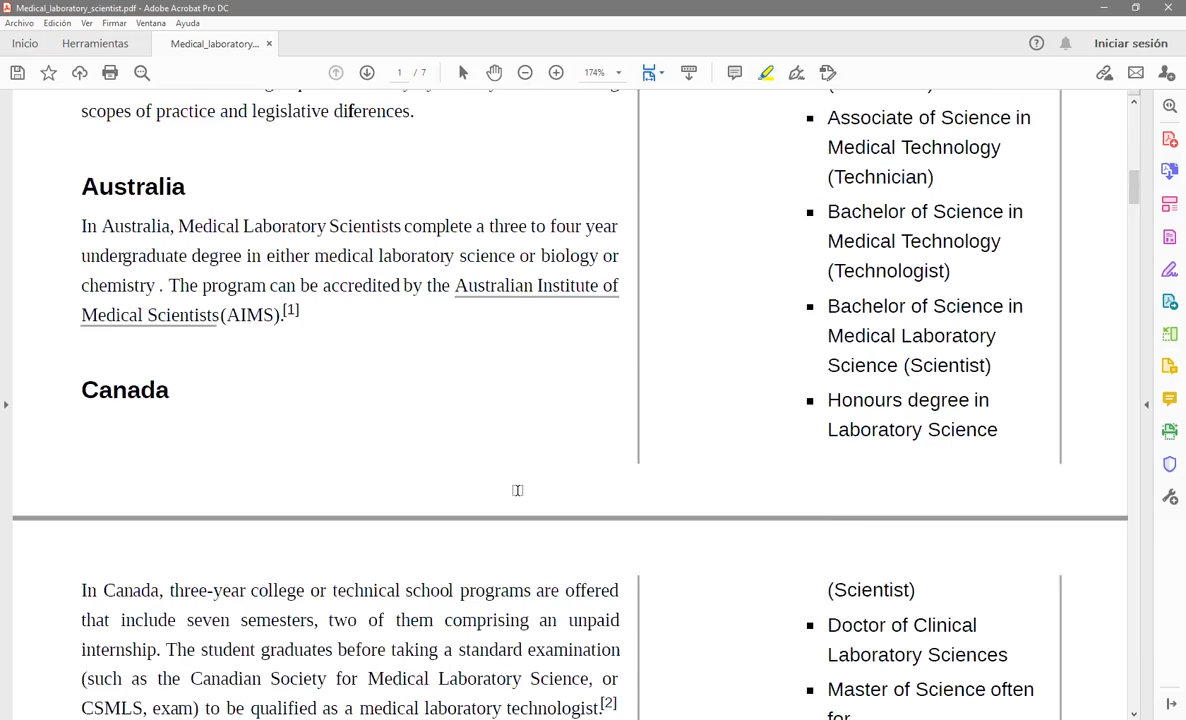 Medical_laboratory_scientist.pdf - Adobe Acrobat Pro DC
Archivo Edición Ver Firmar Ventana Ayuda
Inicio Herramientas Medical_laboratory... × Iniciar sesión
1 / 7 174%
scopes of practice and legislative differences.
Australia
In Australia, Medical Laboratory Scientists complete a three to four year
undergraduate degree in either medical laboratory science or biology or
chemistry . The program can be accredited by the Australian Institute of
Medical Scientists (AIMS).[1]
Canada
Associate of Science in
Medical Technology
(Technician)
Bachelor of Science in
Medical Technology
(Technologist)
Bachelor of Science in
Medical Laboratory
Science (Scientist)
Honours degree in
Laboratory Science
In Canada, three-year college or technical school programs are offered
that include seven semesters, two of them comprising an unpaid
internship. The student graduates before taking a standard examination
(such as the Canadian Society for Medical Laboratory Science, or
CSMLS, exam) to be qualified as a medical laboratory technologist.[2]
(Scientist)
Doctor of Clinical
Laboratory Sciences
Master of Science often
for